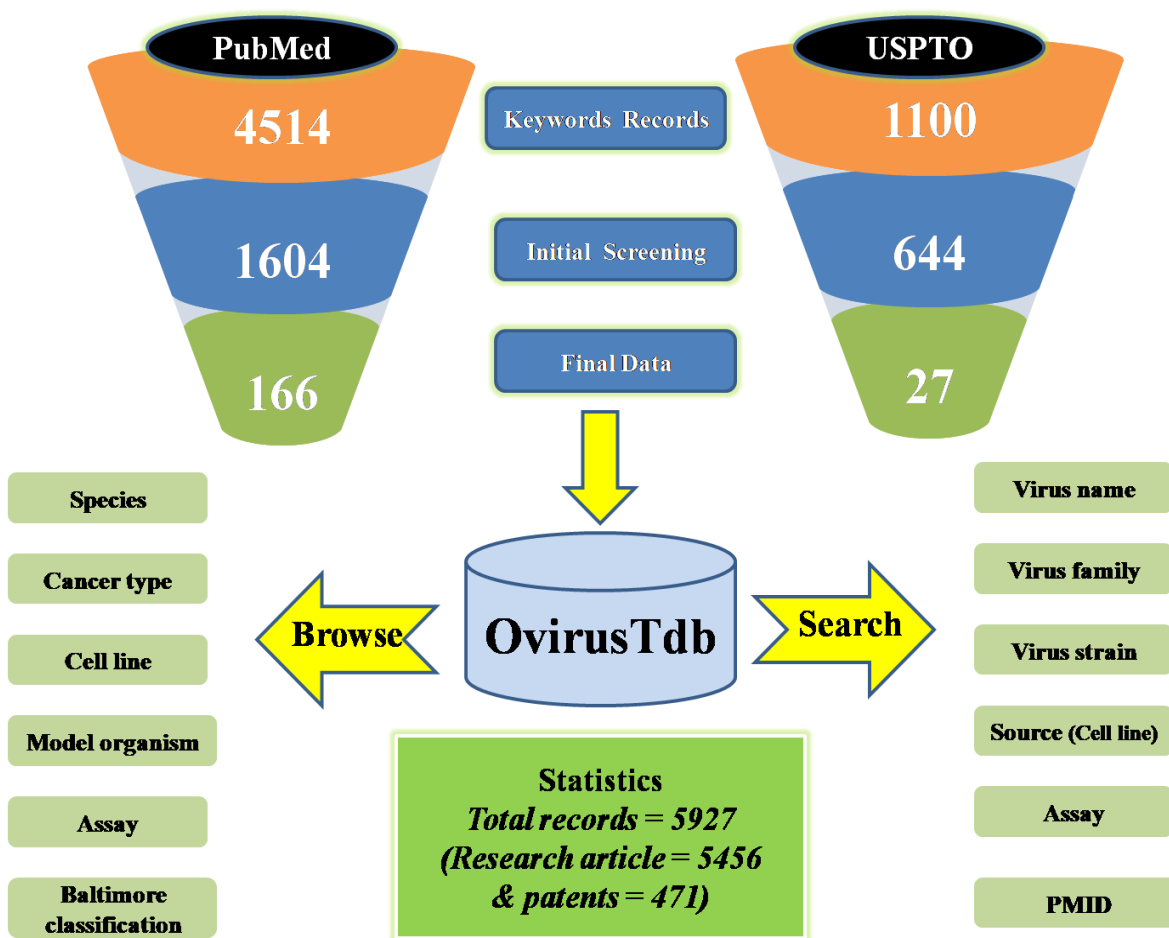 PubMed
USPTO
4514
Keywords Records
1100
1604
Initial Screening
644
166
Final Data
27
Species
Cancer type
Cell line
Model organism
Assay
Baltimore
classification
Browse
OvirusTdb
Search
Virus name
Virus family
Virus strain
Source (Cell line)
Assay
PMID
Statistics
Total records = 5927
(Research article = 5456
& patents = 471)